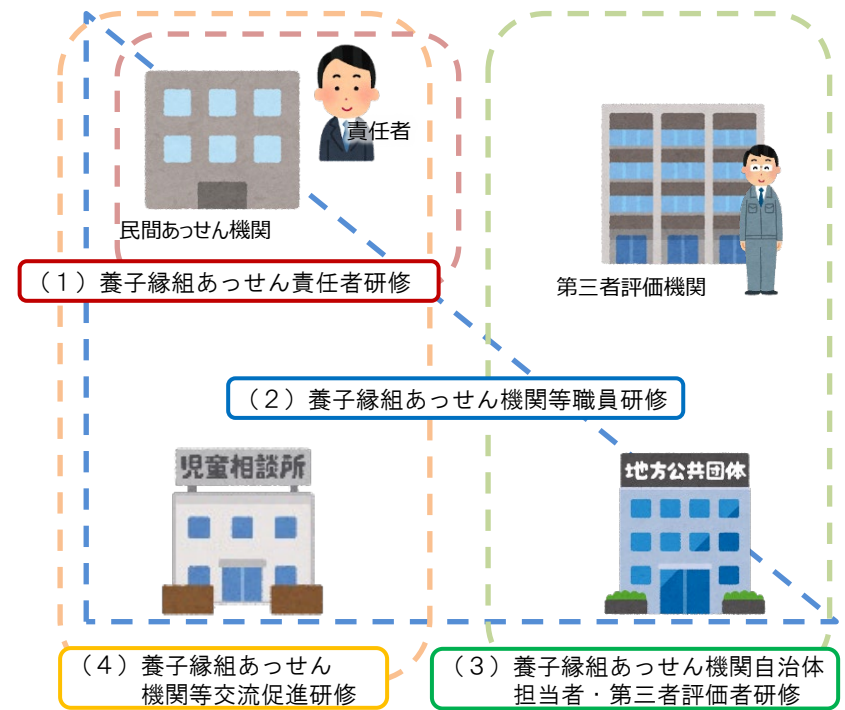 責任者
民間あっせん機関
（１）養子縁組あっせん責任者研修
第三者評価機関
（２）養子縁組あっせん機関等職員研修
児童相談所
地方公共団体
（４）養子縁組あっせん
機関等交流促進研修
（３）養子縁組あっせん機関自治体
担当者・第三者評価者研修